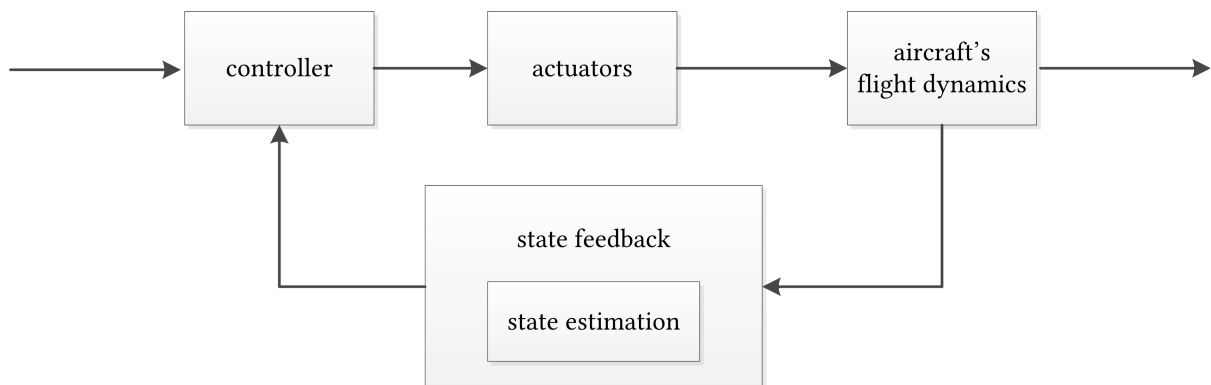 controller
actuators
aircraft’s
flight dynamics
state feedback
state estimation